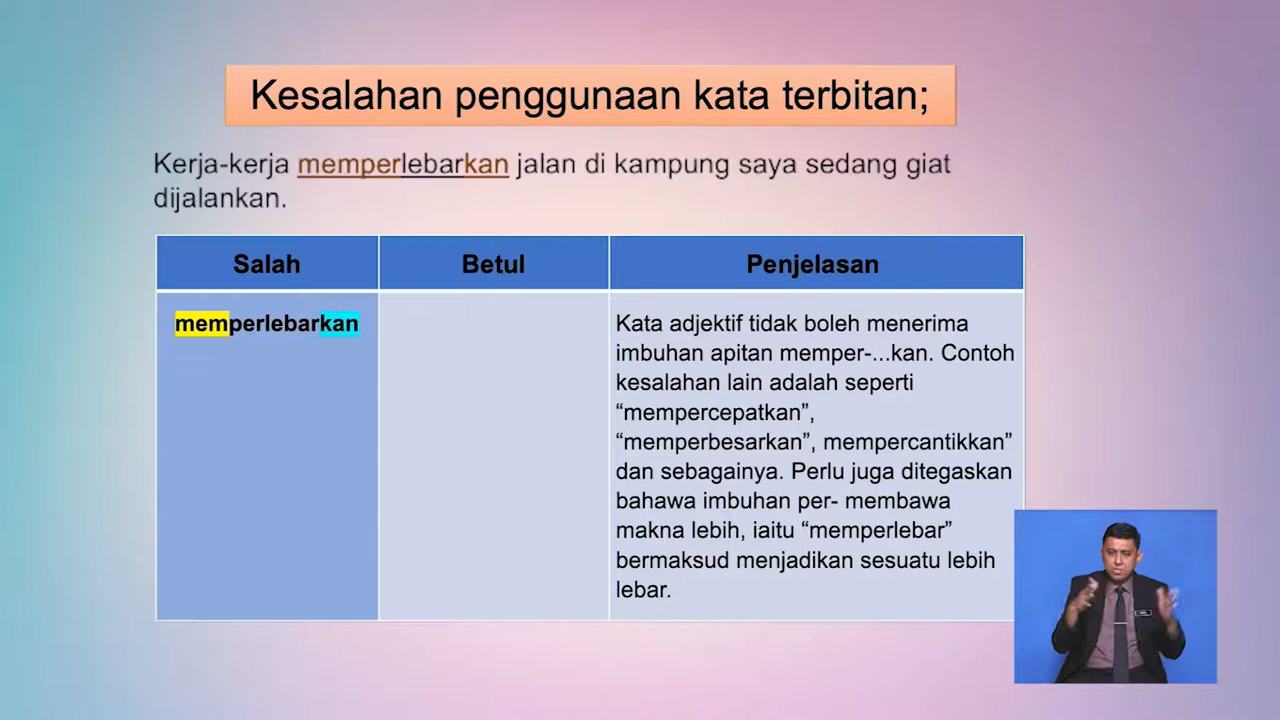 Kesalahan penggunaan kata terbitan;
Kerja-kerja memperlebarkan jalan di kampung saya sedang giat
dijalankan.
Salah
Betul
Penjelasan
memperlebarkan
Kata adjektif tidak boleh menerima
imbuhan apitan memper-...kan. Contoh
kesalahan lain adalah seperti
“mempercepatkan”,
“memperbesarkan”, mempercantikkan”
dan sebagainya. Perlu juga ditegaskan
bahawa imbuhan per- membawa
makna lebih, iaitu “memperlebar”
bermaksud menjadikan sesuatu lebih
lebar.